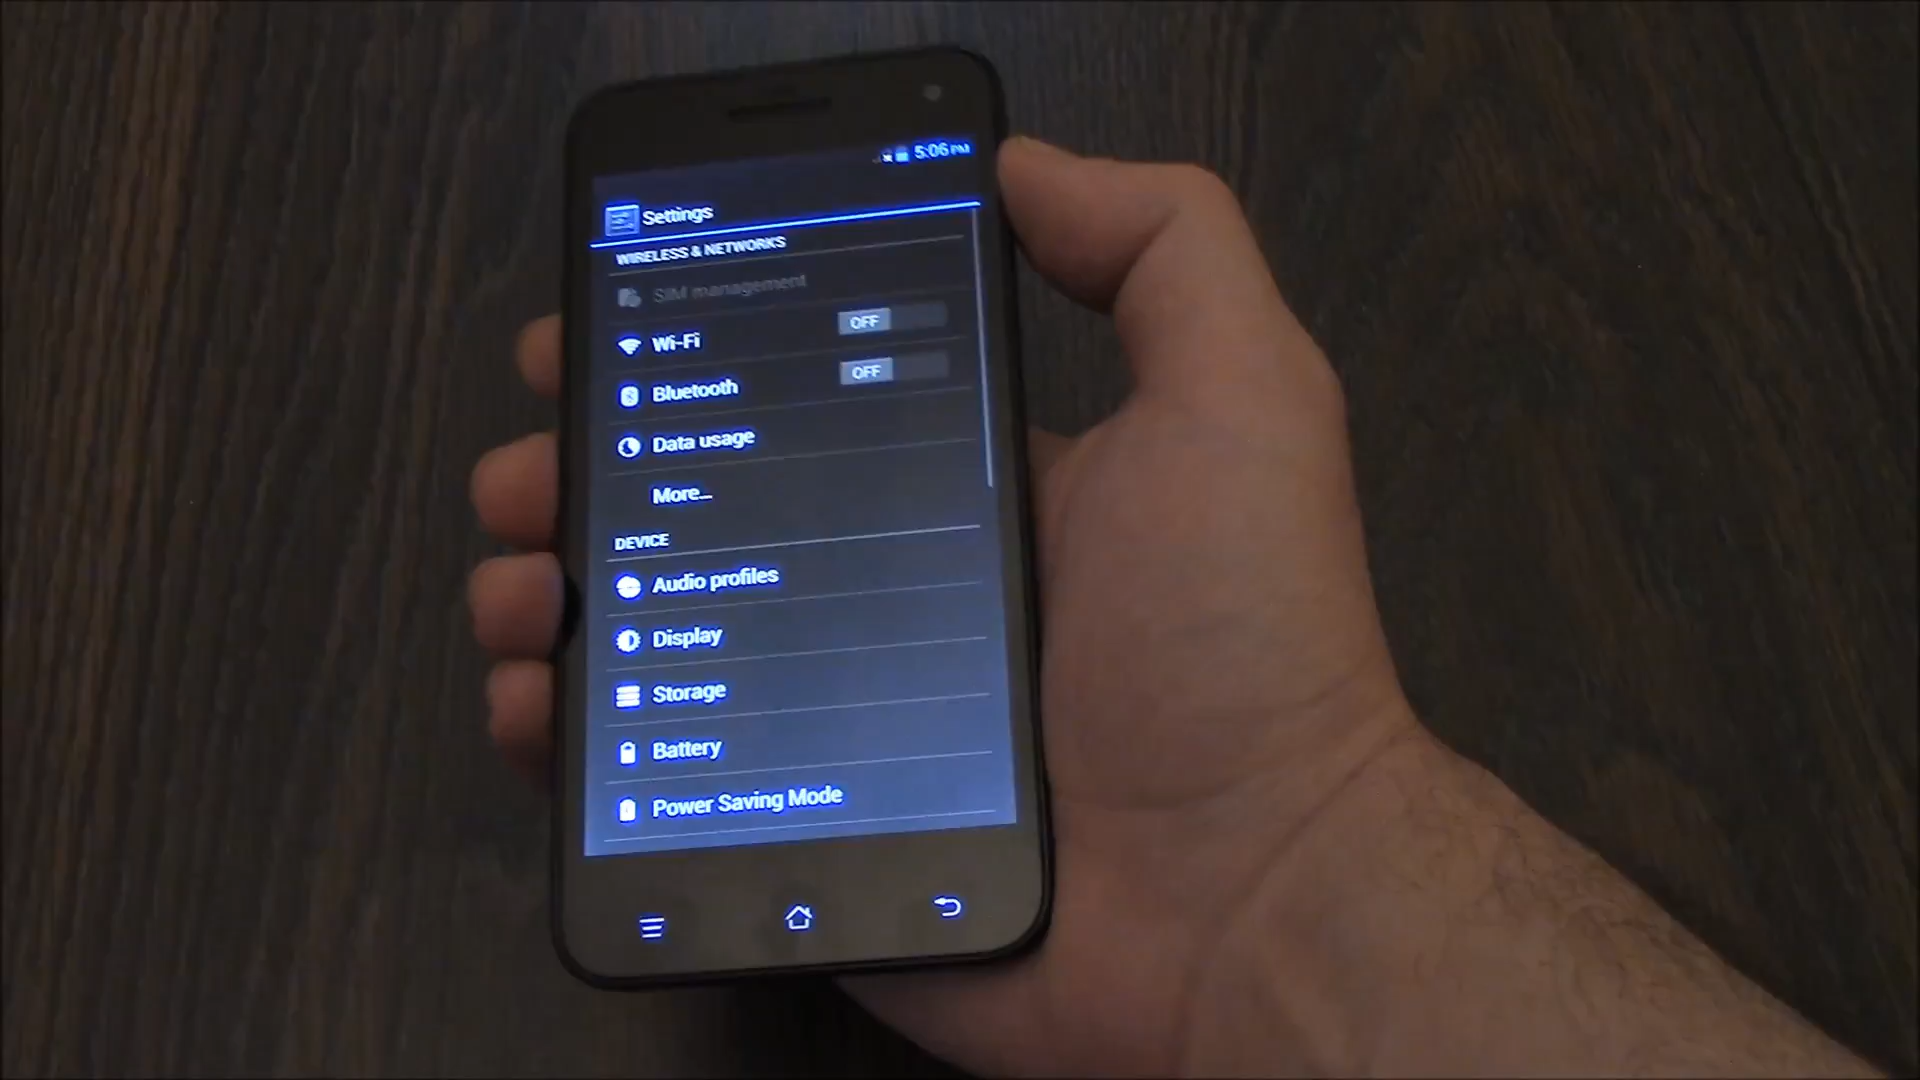 5:06 PM
Settings
WIRELESS & NETWORKS
SIM management
Wi-Fi OFF
Bluetooth OFF
Data usage
More...
DEVICE
Audio profiles
Display
Storage
Battery
Power Saving Mode